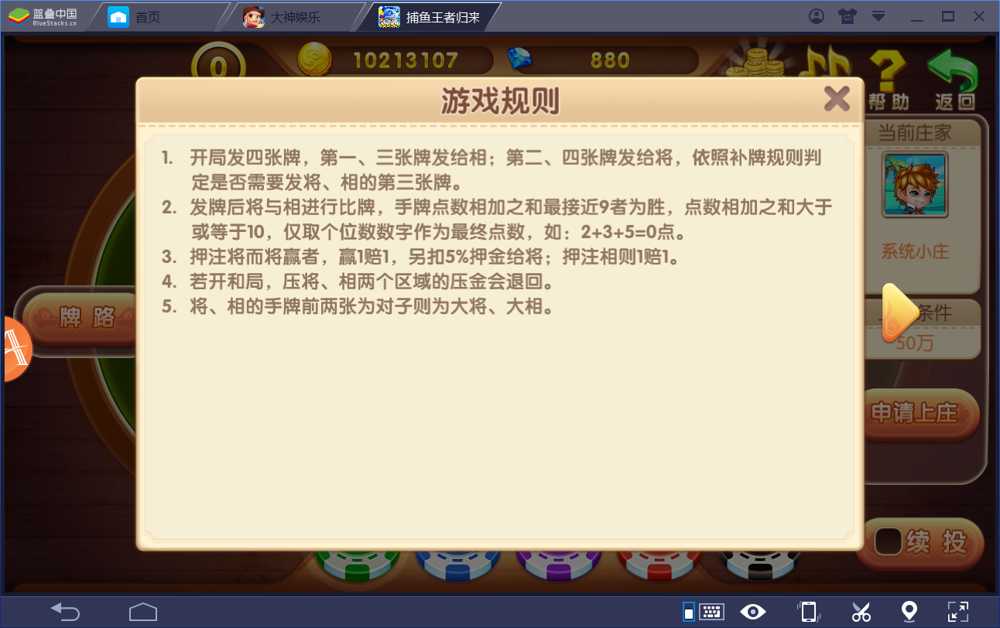 蓝叠中国
BlueStacks.cn
首页
大神娱乐
捕鱼王者归来
0
10213107
880
帮助
返回
游戏规则
1. 开局发四张牌，第一、三张牌发给相；第二、四张牌发给将，依照补牌规则判
定是否需要发将、相的第三张牌。
2. 发牌后将与相进行比牌，手牌点数相加之和最接近9者为胜，点数相加之和大于
或等于10，仅取个位数数字作为最终点数，如：2+3+5=0点。
3. 押注将而将赢者，赢1赔1，另扣5%押金给将；押注相则1赔1。
4. 若开和局，压将、相两个区域的压金会退回。
5. 将、相的手牌前两张为对子则为大将、大相。
当前庄家
系统小庄
条件
50万
申请上庄
牌路
续投